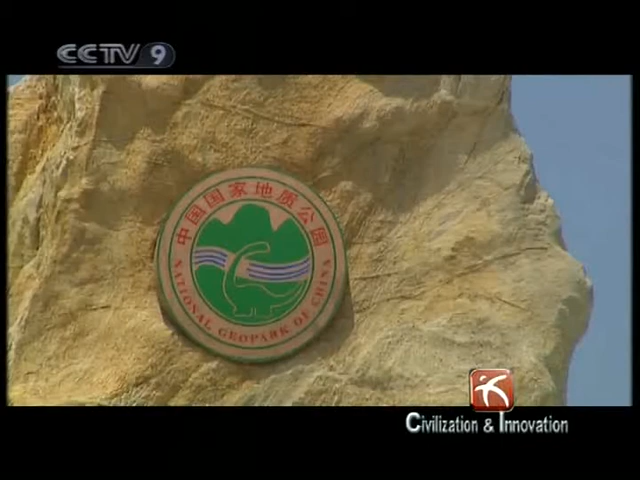 CCTV 9
中国国家地质公园
NATIONAL GEOPARK OF CHINA
Civilization & Innovation